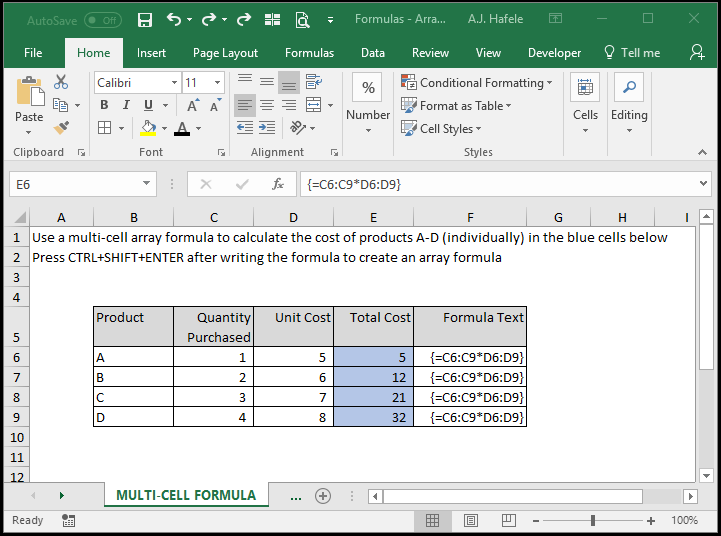 AutoSave Off Formulas - Arra... A.J. Hafele
File Home Insert Page Layout Formulas Data Review View Developer Tell me
Paste Calibri 11 % Number Conditional Formatting Cells Editing
B I U A A Format as Table
A Cell Styles
Clipboard Font Alignment Styles
E6 fx {=C6:C9*D6:D9}
A B C D E F G H I
1 Use a multi-cell array formula to calculate the cost of products A-D (individually) in the blue cells below
2 Press CTRL+SHIFT+ENTER after writing the formula to create an array formula
3
4
5 Product Quantity Purchased Unit Cost Total Cost Formula Text
6 A 1 5 5 {=C6:C9*D6:D9}
7 B 2 6 12 {=C6:C9*D6:D9}
8 C 3 7 21 {=C6:C9*D6:D9}
9 D 4 8 32 {=C6:C9*D6:D9}
10
11
12
MULTI-CELL FORMULA ...
Ready 100%